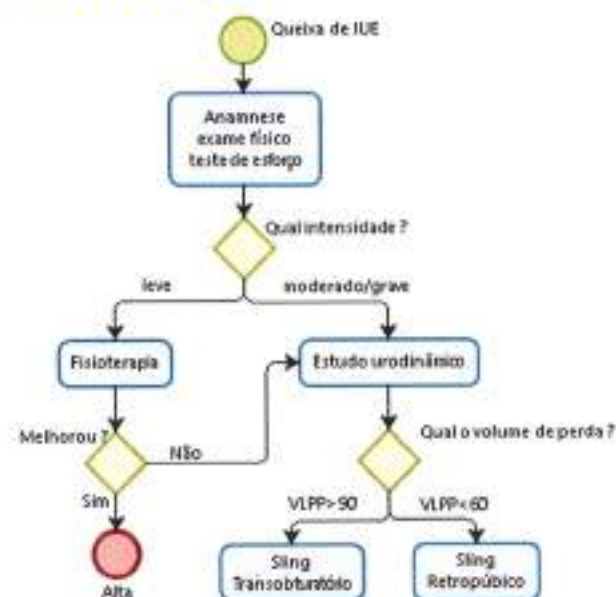 Queixa de IUE
Anamnese
exame físico
teste de esforço
Qual intensidade ?
leve
moderado/grave
Fisioterapia
Estudo urodinâmico
Melhorou ?
Não
Qual o volume de perda ?
Sim
VLPP>90
VLPP<60
Alta
Sling
Transobturatório
Sling
Retropúbico